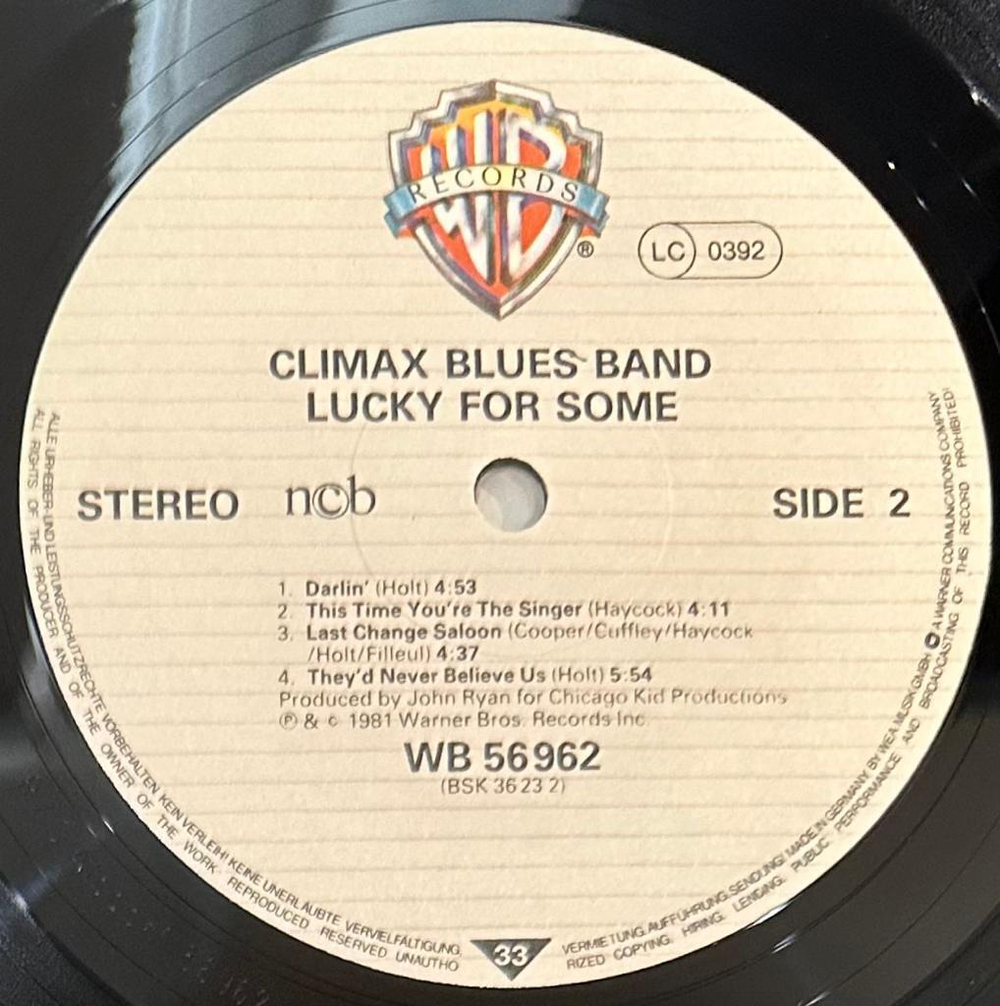 WB
RECORDS
®
LC 0392
CLIMAX BLUES BAND
LUCKY FOR SOME
STEREO ncb SIDE 2
1. Darlin' (Holt) 4:53
2. This Time You're The Singer (Haycock) 4:11
3. Last Change Saloon (Cooper/Cuffley/Haycock
/Holt/Filleul) 4:37
4. They'd Never Believe Us (Holt) 5:54
Produced by John Ryan for Chicago Kid Productions
℗ & c 1981 Warner Bros. Records Inc.
WB 56 962
(BSK 36 23 2)
ALLE URHEBER-UND LEISTUNGSSCHUTZRECHTE VORBEHALTEN KEIN VERLEIH! KEINE UNERLAUBTE VERVIELFÄLTIGUNG, VERMIETUNG, AUFFÜHRUNG, SENDUNG! MADE IN GERMANY BY WEA MUSIK GMBH A WARNER COMMUNICATIONS COMPANY
ALL RIGHTS OF THE PRODUCER AND OF THE OWNER OF THE WORK REPRODUCED RESERVED UNAUTHO RIZED COPYING, HIRING, LENDING, PUBLIC PERFORMANCE AND BROADCASTING OF THIS RECORD PROHIBITED!
33